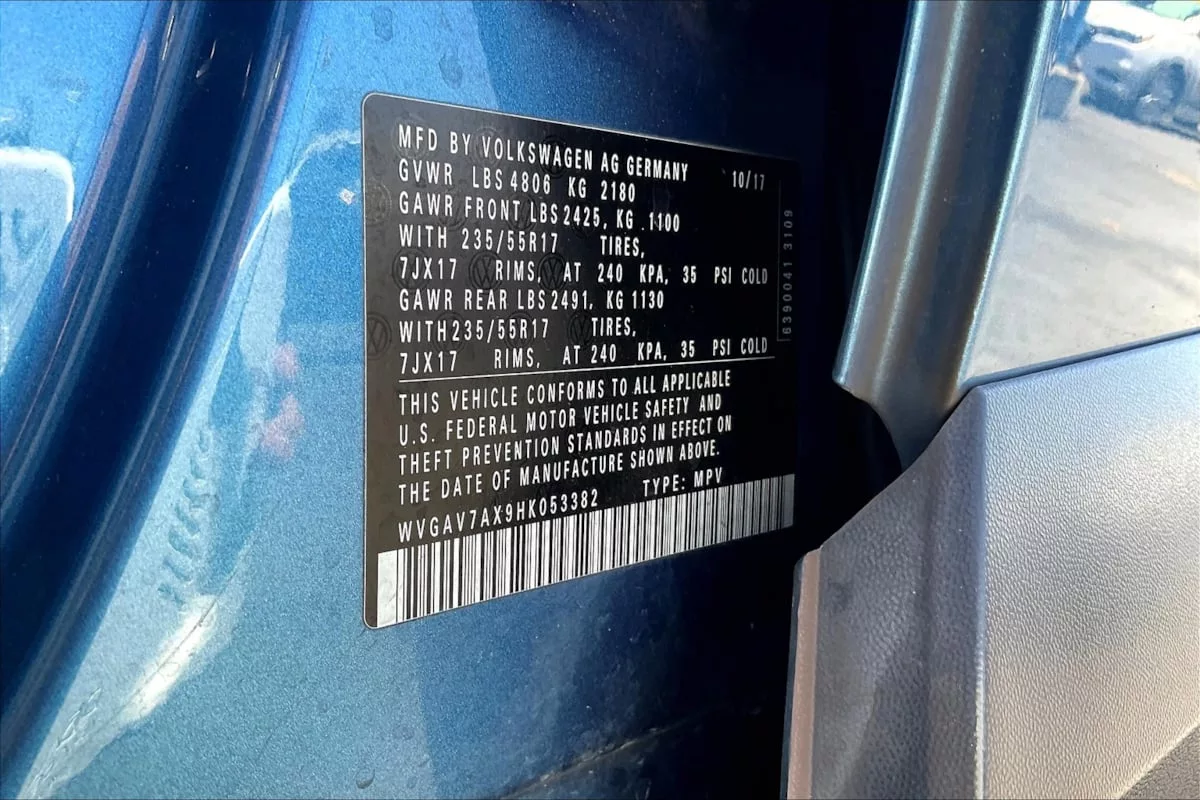 MFD BY VOLKSWAGEN AG GERMANY 10/17
GVWR LBS 4806 KG 2180
GAWR FRONT LBS 2425, KG 1100
WITH 235/55R17 TIRES,
7JX17 RIMS, AT 240 KPA, 35 PSI COLD
GAWR REAR LBS 2491, KG 1130
WITH 235/55R17 TIRES,
7JX17 RIMS, AT 240 KPA, 35 PSI COLD
6390041 3109
THIS VEHICLE CONFORMS TO ALL APPLICABLE
U.S. FEDERAL MOTOR VEHICLE SAFETY AND
THEFT PREVENTION STANDARDS IN EFFECT ON
THE DATE OF MANUFACTURE SHOWN ABOVE.
WVGAV7AX9HK053382 TYPE: MPV